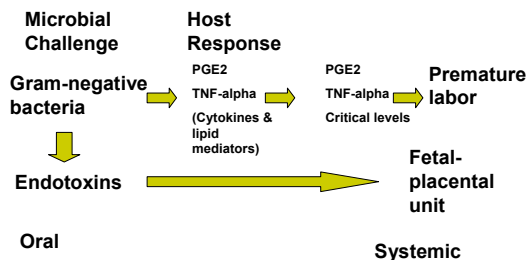 Microbial
Challenge
Host
Response
Gram-negative
bacteria
PGE2
TNF-alpha
(Cytokines &
lipid
mediators)
PGE2
TNF-alpha
Critical levels
Premature
labor
Endotoxins
Fetal-
placental
unit
Oral
Systemic